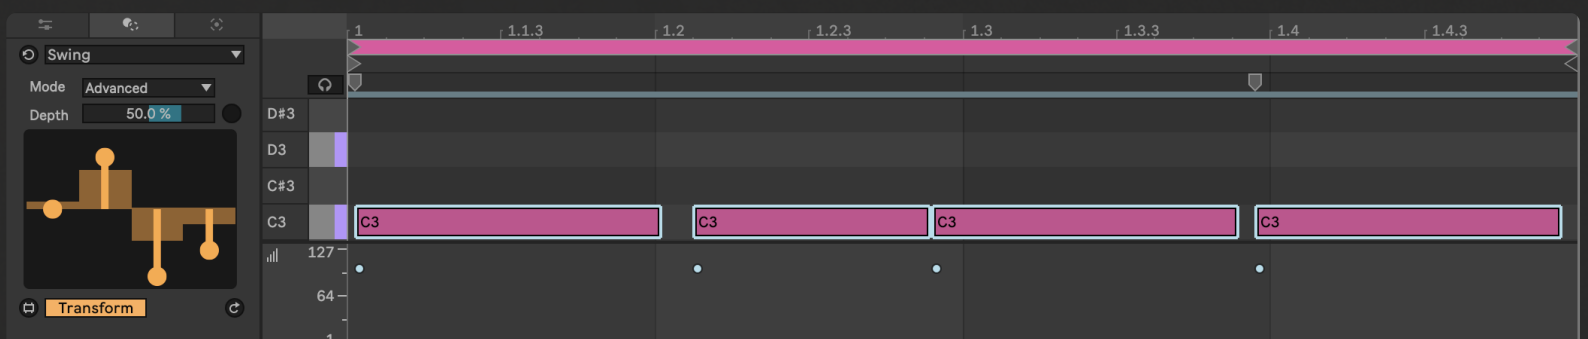 1 1.1.3 1.2 1.2.3 1.3 1.3.3 1.4 1.4.3
Swing
Mode Advanced
Depth 50.0 %
D#3
D3
C#3
C3 C3 C3 C3 C3
127
64
1
Transform